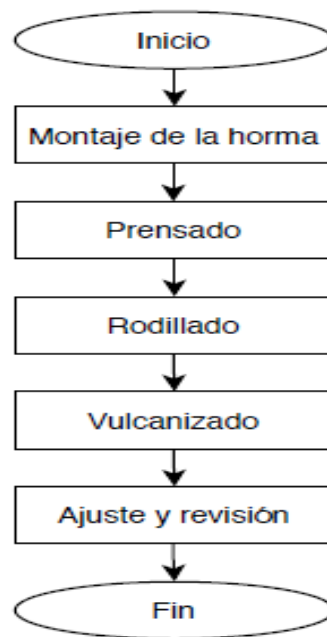 Inicio
Montaje de la horma
Prensado
Rodillado
Vulcanizado
Ajuste y revisión
Fin